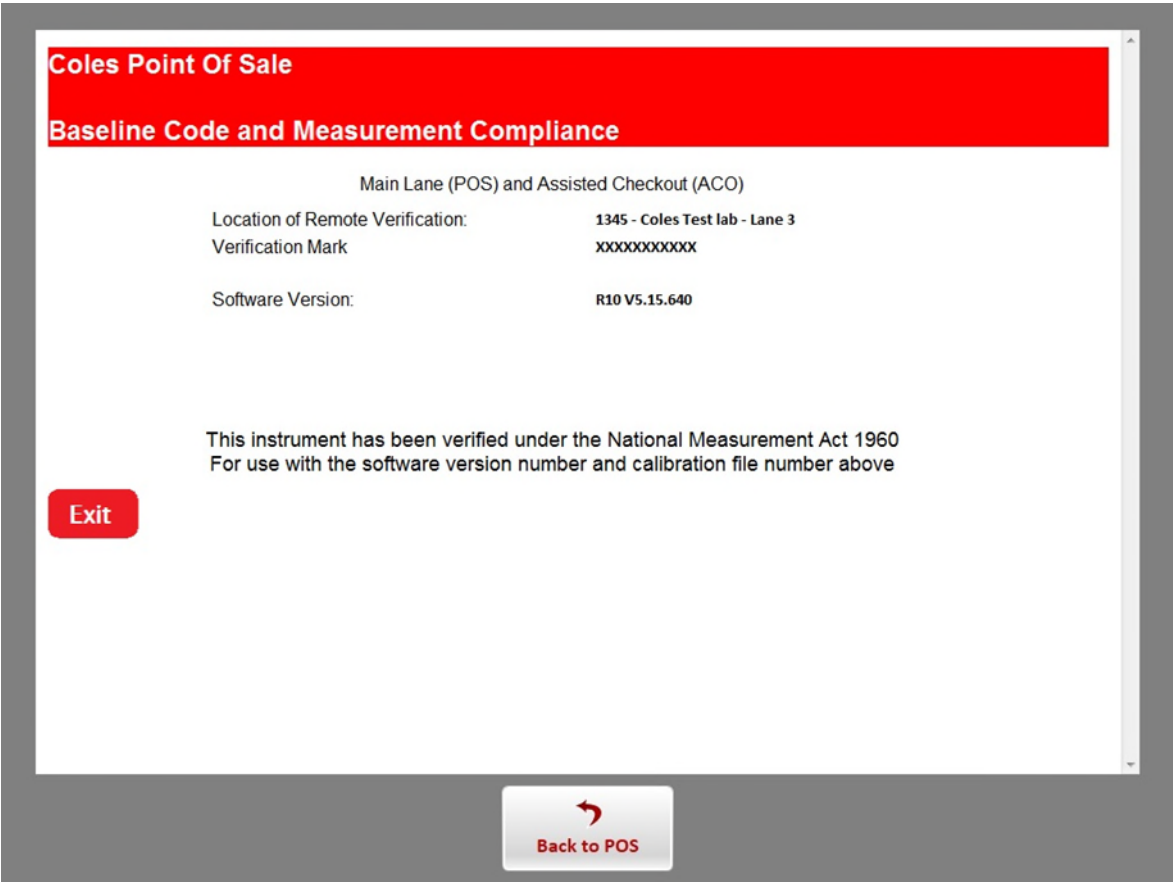 Coles Point Of Sale
Baseline Code and Measurement Compliance
Main Lane (POS) and Assisted Checkout (ACO)
Location of Remote Verification: 1345 - Coles Test lab - Lane 3
Verification Mark XXXXXXXXXXX
Software Version: R10 V5.15.640
This instrument has been verified under the National Measurement Act 1960
For use with the software version number and calibration file number above
Exit
Back to POS